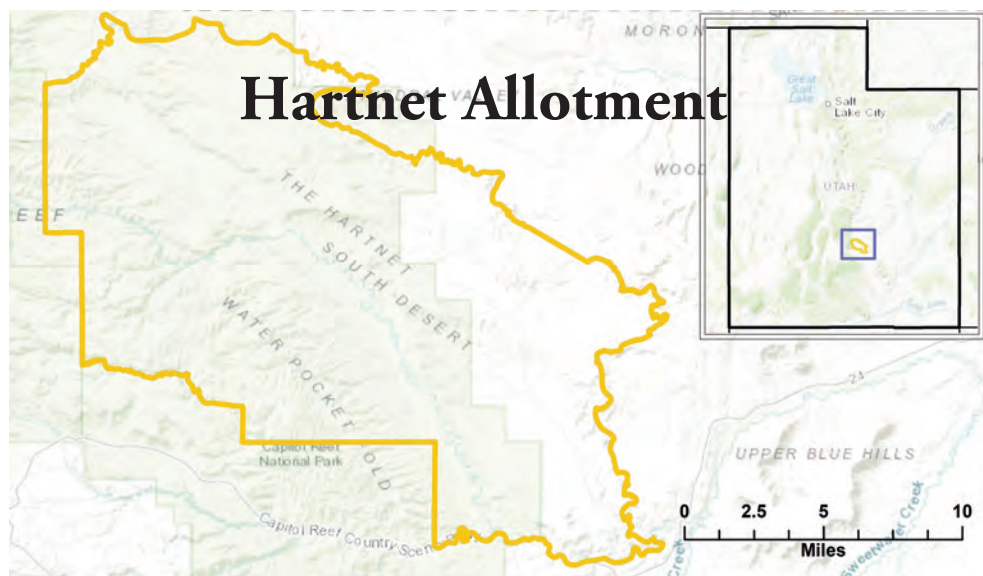 Hartnet Allotment
MORON
Great
Salt
Lake
Salt
Lake City
UTAH
WOOD
EEF
THE HARTNET
SOUTH DESERT
WATER POCKET
OLD
Capitol Reef
National Park
Capitol Reef Country Scen
24
UPPER BLUE HILLS
0 2.5 5 10
Miles
Creek
Sweetwater Creek